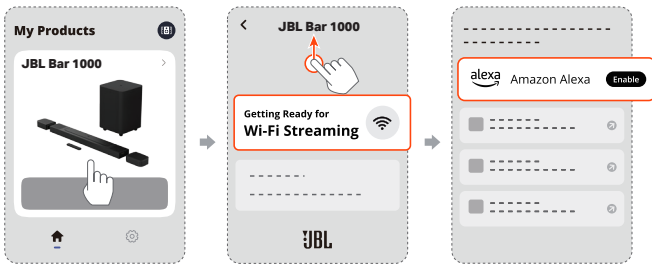 My Products
JBL Bar 1000
JBL Bar 1000
Getting Ready for
Wi-Fi Streaming
JBL
alexa
Amazon Alexa
Enable